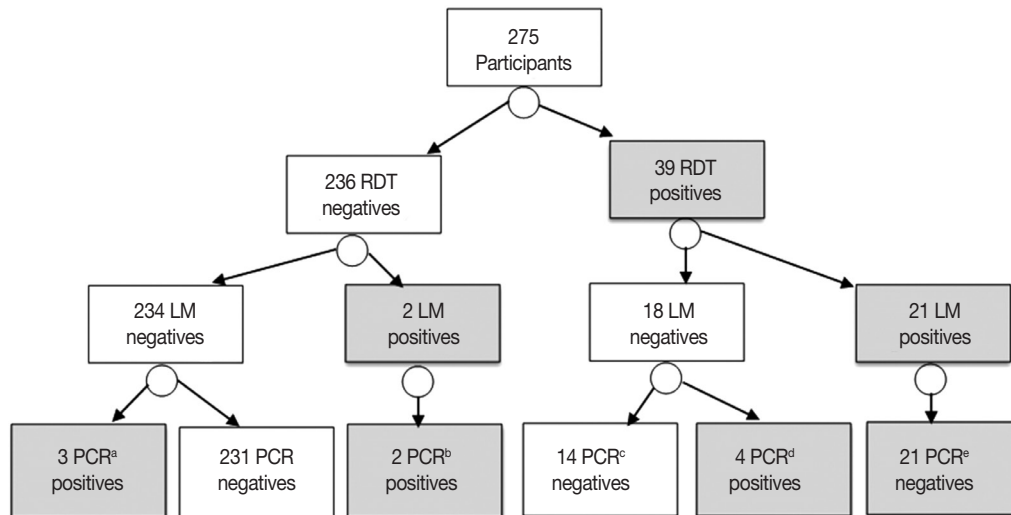 275
Participants
236 RDT
negatives
39 RDT
positives
234 LM
negatives
2 LM
positives
18 LM
negatives
21 LM
positives
3 PCRᵃ
positives
231 PCR
negatives
2 PCRᵇ
positives
14 PCRᶜ
negatives
4 PCRᵈ
positives
21 PCRᵉ
negatives